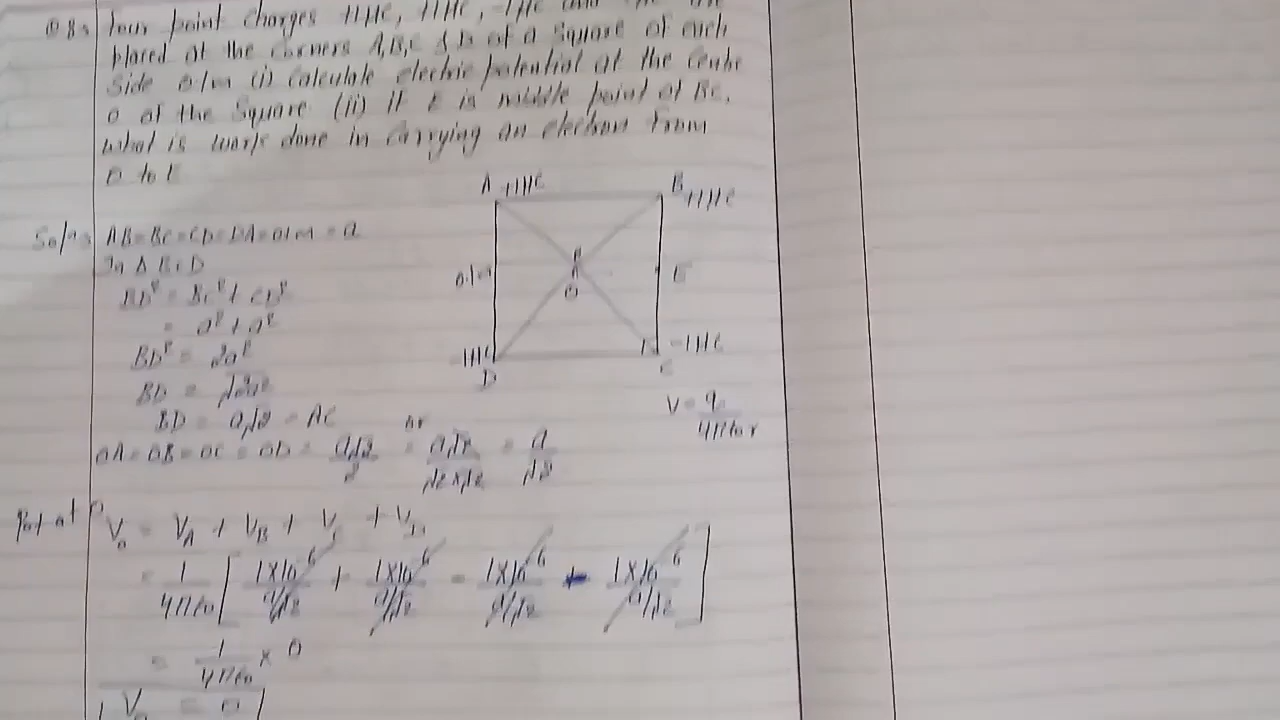 Q8: Four point charges +1μC, +1μC, -1μC and are
placed at the corners A,B,C & D of a square of each
side 0.1m (i) calculate electric potential at the centre
O of the square (ii) if E is middle point of BC,
what is work done in carrying an electron from
O to E
A +1μC B +1μC
Soln: AB=BC=CD=DA=0.1m = a
In Δ BCD
BD² = BC² + CD²
0.1m E
O
= a² + a²
BD² = 2a²
-1μC D -1μC C
BD = √2a²
BD = a√2 = AC
V = q/4πε₀r
OA = OB = OC = OD = a√2/2 or = a√2/√2×√2 = a/√2
Pot. at O V₀ = V_A + V_B + V_C + V_D
= 1/4πε₀ [ 1×10⁻⁶/a/√2 + 1×10⁻⁶/a/√2 - 1×10⁻⁶/a/√2 - 1×10⁻⁶/a/√2 ]
= 1/4πε₀ × 0
V₀ = 0